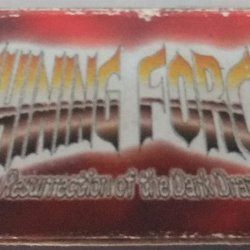 HINING FORC
Resurrection of the Dark Dra